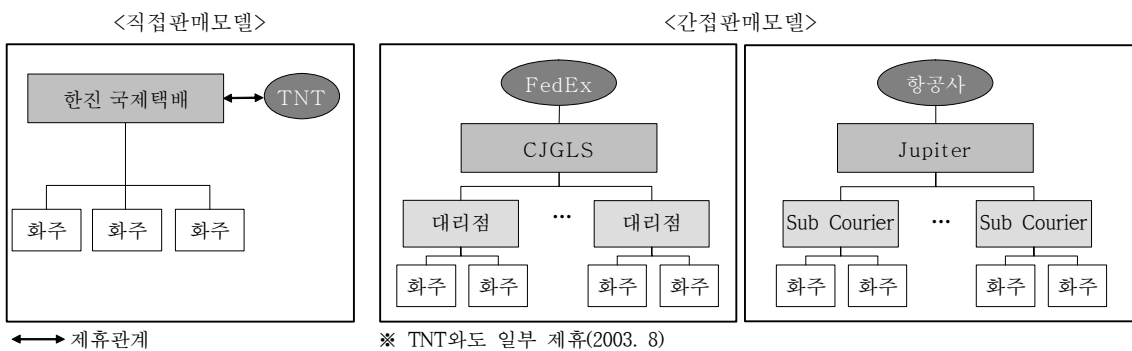 <직접판매모델>
<간접판매모델>
한진 국제택배
TNT
화주 화주 화주
FedEx
CJGLS
대리점 … 대리점
화주 화주 화주 화주
항공사
Jupiter
Sub Courier … Sub Courier
화주 화주 화주 화주
제휴관계
※ TNT와도 일부 제휴(2003. 8)